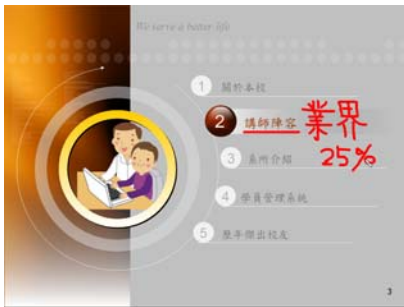 We serve a better life
1 關於本校
2 講師陣容 業界
25%
3 系所介紹
4 學員管理系統
5 歷年傑出校友
3